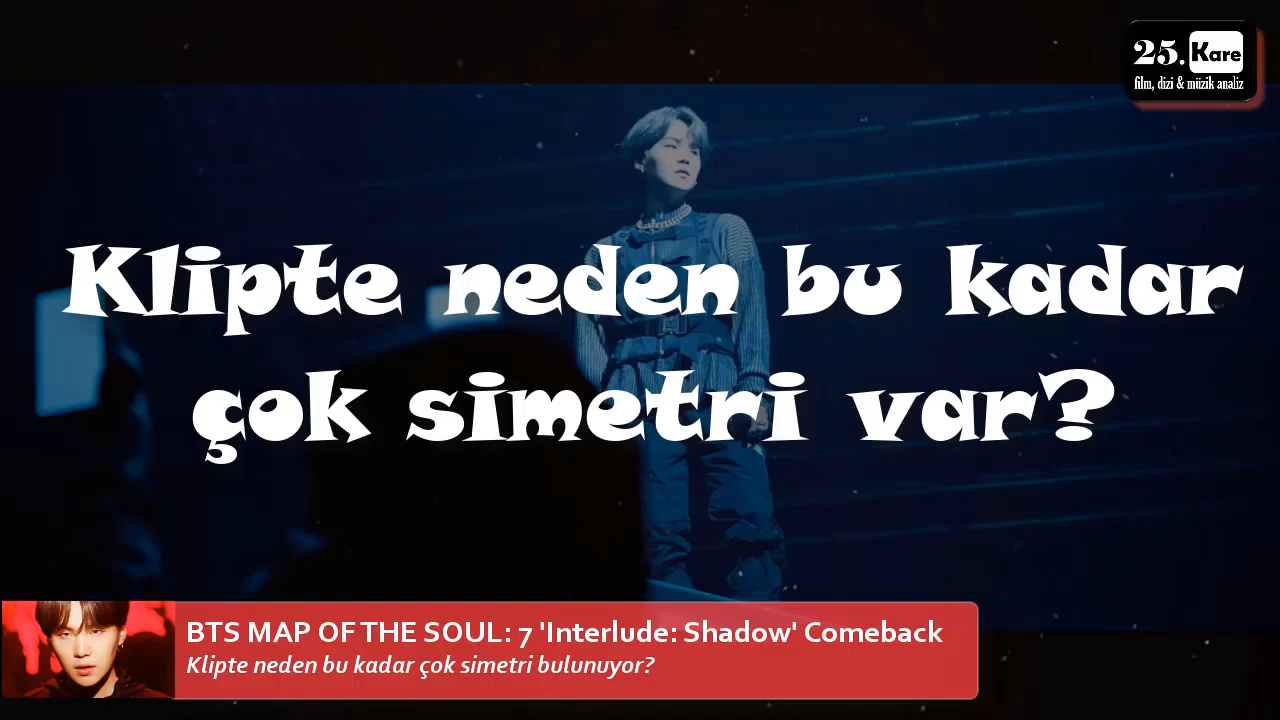 25. Kare
film, dizi & müzik analiz
Klipte neden bu kadar
çok simetri var?
BTS MAP OF THE SOUL: 7 'Interlude: Shadow' Comeback
Klipte neden bu kadar çok simetri bulunuyor?